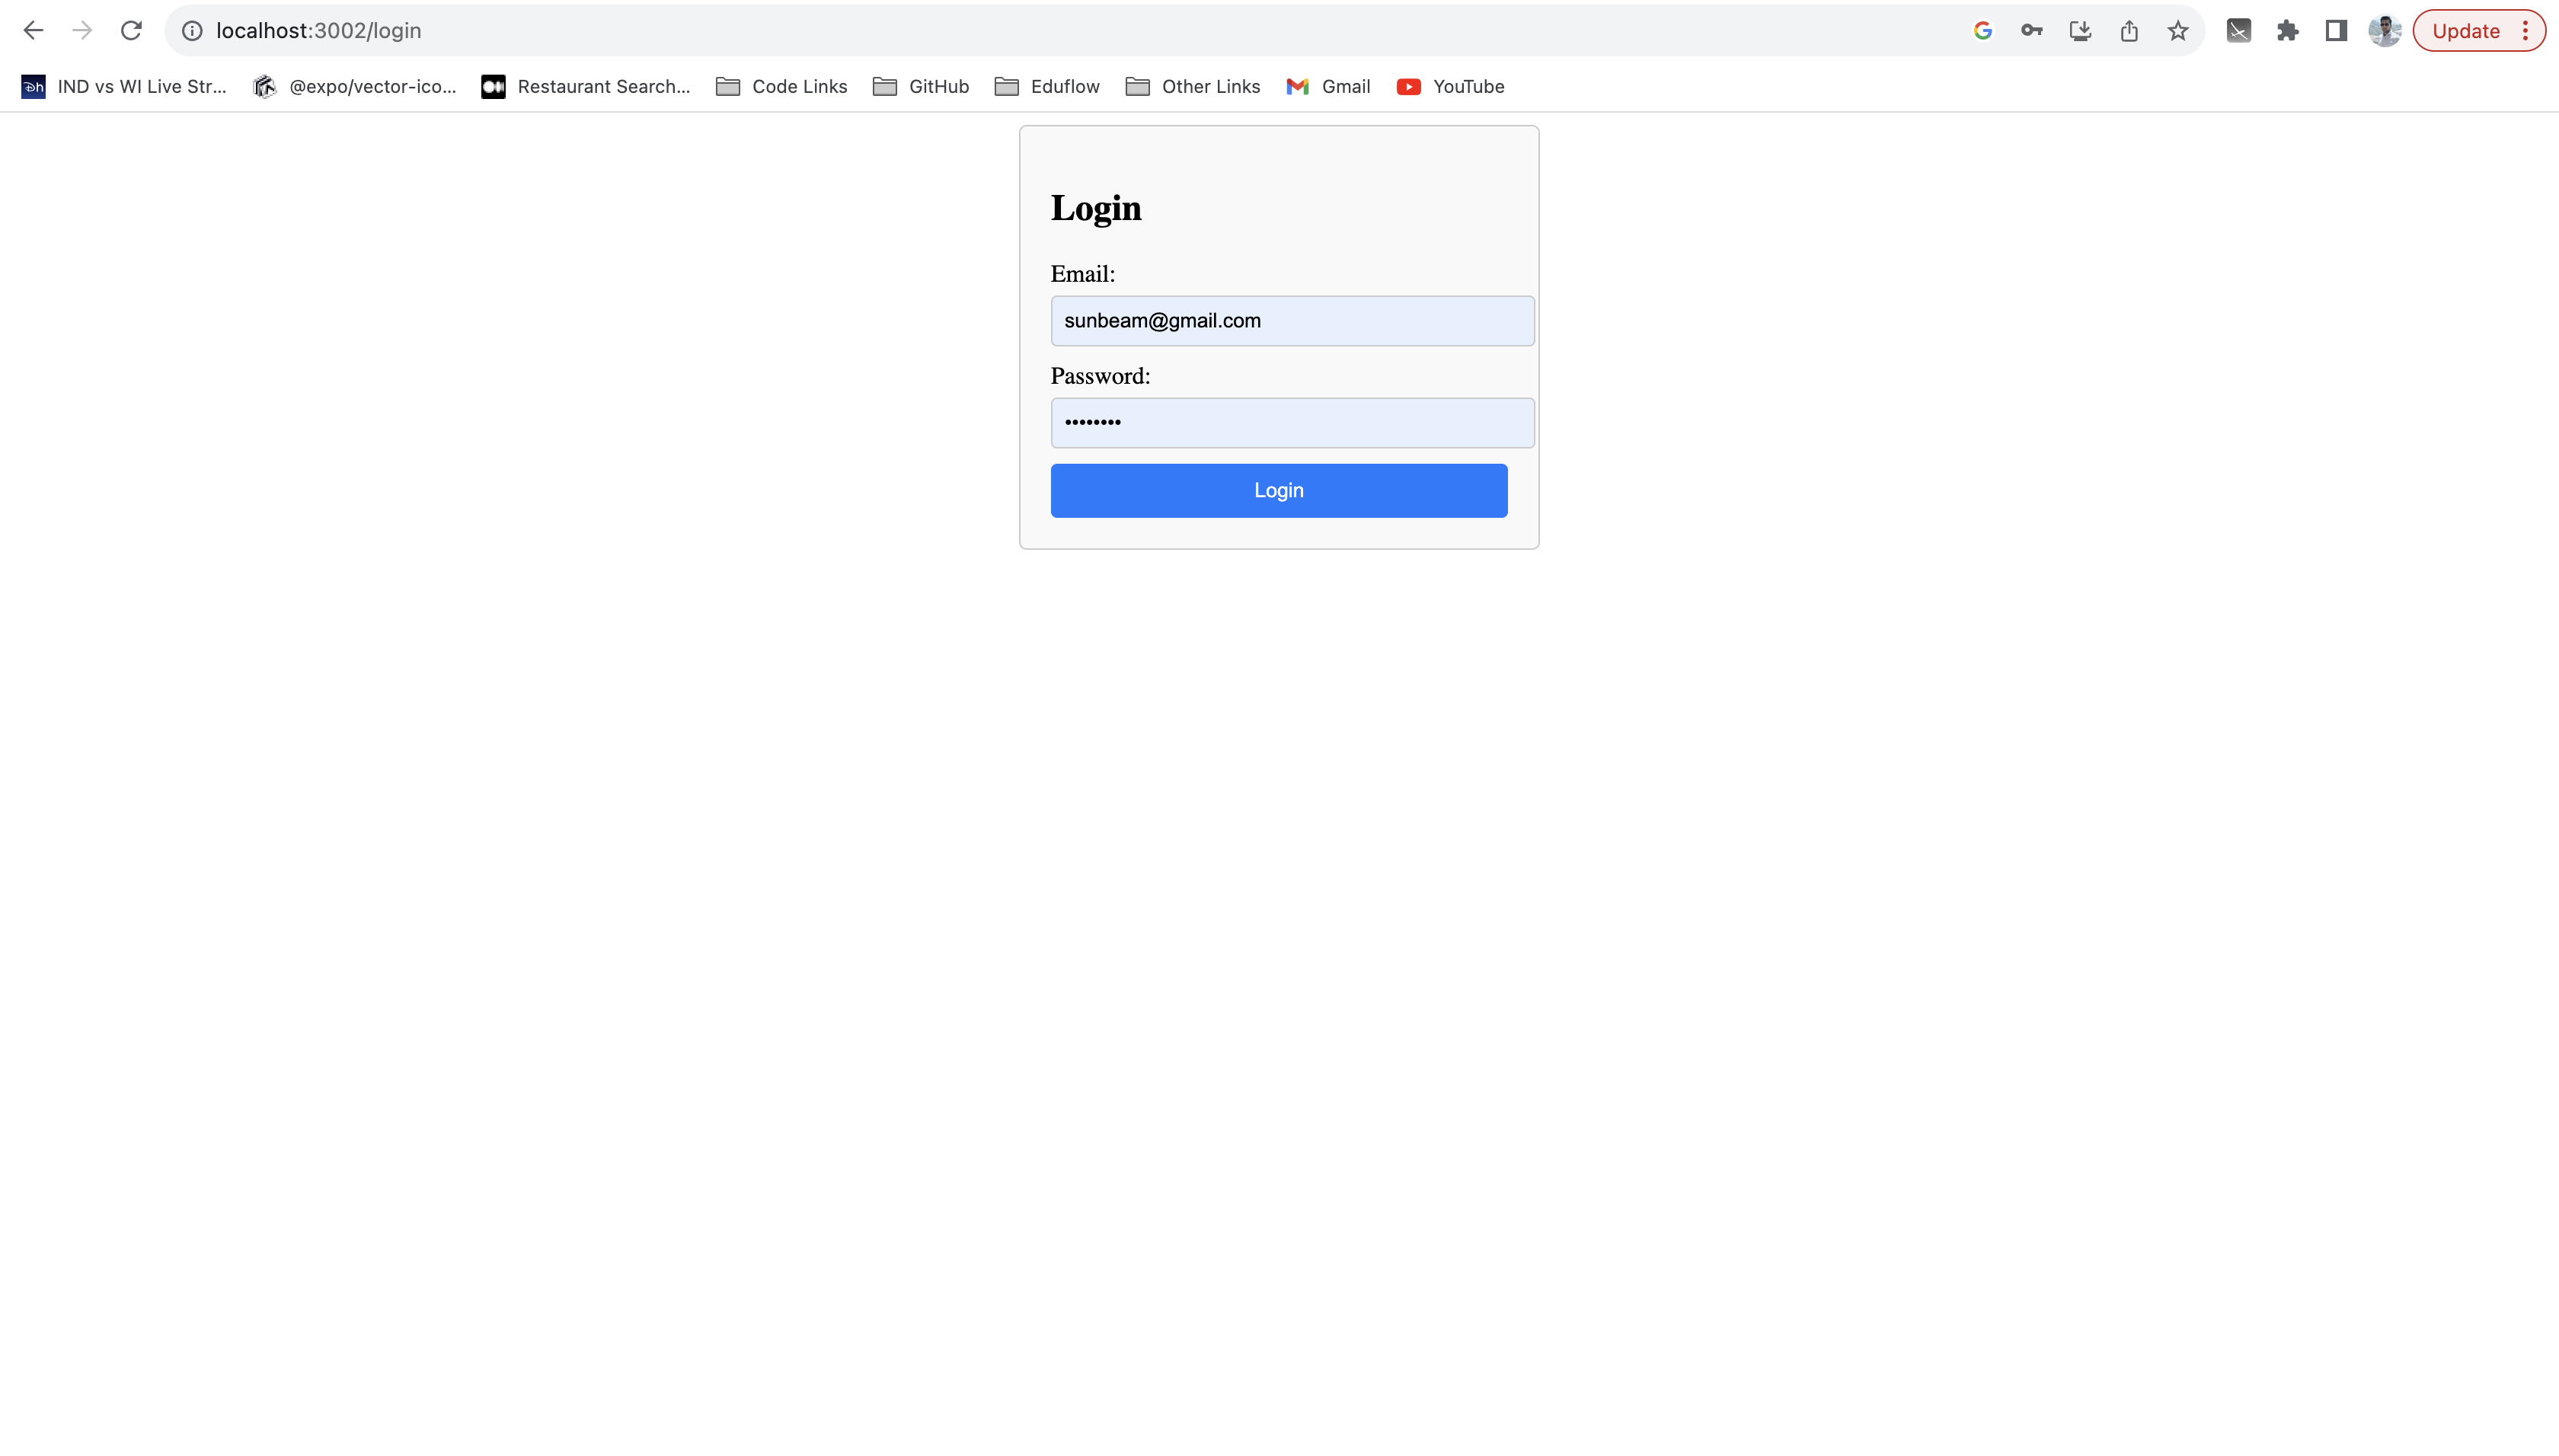 localhost:3002/login
Update
IND vs WI Live Str...
@expo/vector-ico...
Restaurant Search...
Code Links
GitHub
Eduflow
Other Links
Gmail
YouTube
Login
Email:
sunbeam@gmail.com
Password:
••••••••
Login